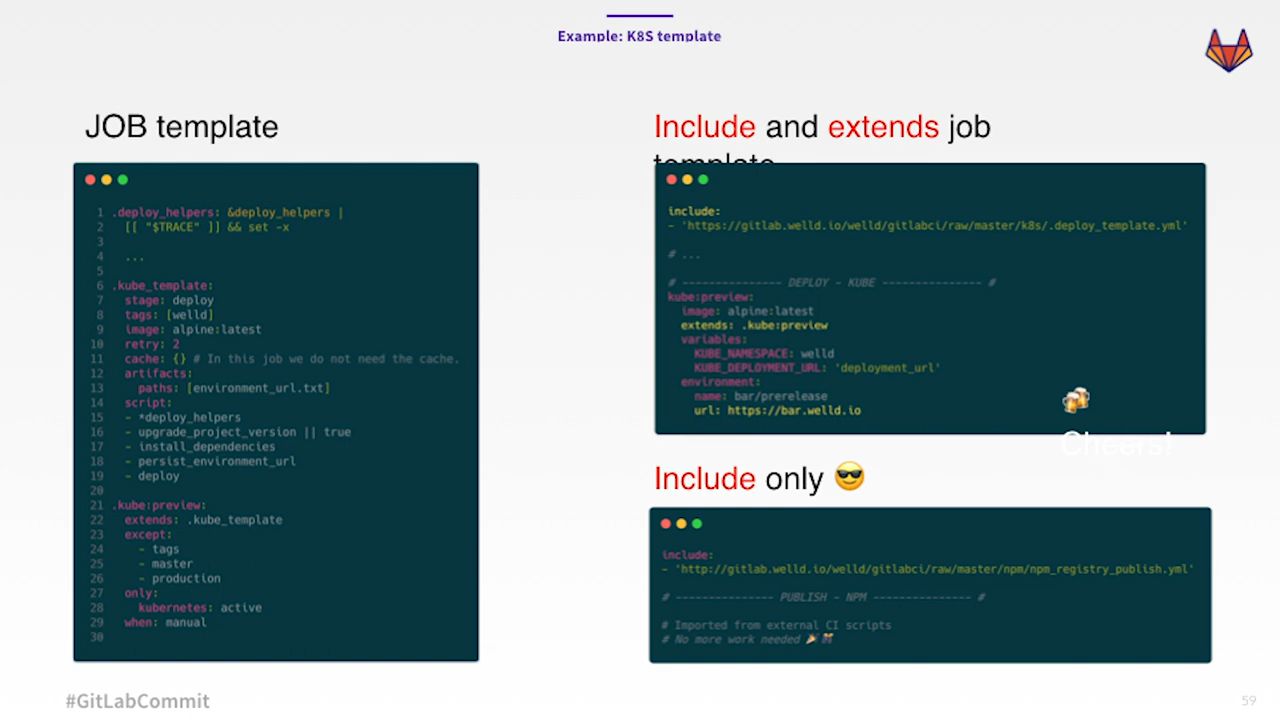 Example: K8S template
JOB template
1 .deploy_helpers: &deploy_helpers |
2 [[ "$TRACE" ]] && set -x
3
4 ...
5
6 .kube_template:
7 stage: deploy
8 tags: [welld]
9 image: alpine:latest
10 retry: 2
11 cache: {} # In this job we do not need the cache.
12 artifacts:
13 paths: [environment_url.txt]
14 script:
15 - *deploy_helpers
16 - upgrade_project_version || true
17 - install_dependencies
18 - persist_environment_url
19 - deploy
20
21 .kube:preview:
22 extends: .kube_template
23 except:
24 - tags
25 - master
26 - production
27 only:
28 kubernetes: active
29 when: manual
30
Include and extends job
template
include:
- 'https://gitlab.welld.io/welld/gitlabci/raw/master/k8s/.deploy_template.yml'
# ...
# --------------- DEPLOY - KUBE --------------- #
kube:preview:
image: alpine:latest
extends: .kube:preview
variables:
KUBE_NAMESPACE: welld
KUBE_DEPLOYMENT_URL: 'deployment_url'
environment:
name: bar/prerelease
url: https://bar.welld.io
🍻
Cheers!
Include only 😎
include:
- 'http://gitlab.welld.io/welld/gitlabci/raw/master/npm/npm_registry_publish.yml'
# --------------- PUBLISH - NPM --------------- #
# Imported from external CI scripts
# No more work needed 🎉🎊
#GitLabCommit
59